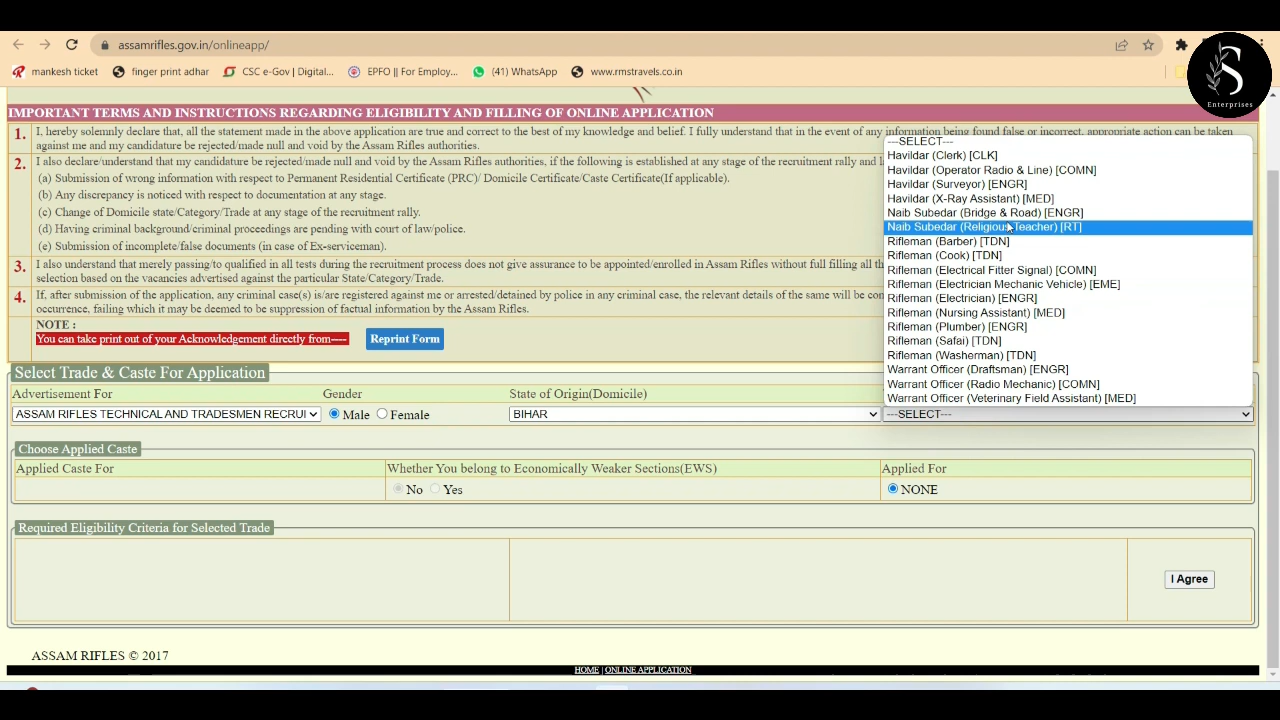 assamrifles.gov.in/onlineapp/
mankesh ticket
finger print adhar
CSC e-Gov | Digital...
EPFO || For Employ...
(41) WhatsApp
www.rmstravels.co.in
S
Enterprises
IMPORTANT TERMS AND INSTRUCTIONS REGARDING ELIGIBILITY AND FILLING OF ONLINE APPLICATION
1. I, hereby solemnly declare that, all the statement made in the above application are true and correct to the best of my knowledge and belief. I fully understand that in the event of any information being found false or incorrect, appropriate action can be taken
against me and my candidature be rejected/made null and void by the Assam Rifles authorities.
2. I also declare/understand that my candidature be rejected/made null and void by the Assam Rifles authorities, if the following is established at any stage of the recruitment rally and
(a) Submission of wrong information with respect to Permanent Residential Certificate (PRC)/ Domicile Certificate/Caste Certificate(If applicable).
(b) Any discrepancy is noticed with respect to documentation at any stage.
(c) Change of Domicile state/Category/Trade at any stage of the recruitment rally.
(d) Having criminal background/criminal proceedings are pending with court of law/police.
(e) Submission of incomplete/false documents (in case of Ex-serviceman).
3. I also understand that merely passing/to qualified in all tests during the recruitment process does not give assurance to be appointed/enrolled in Assam Rifles without full filling all
selection based on the vacancies advertised against the particular State/Category/Trade.
4. If, after submission of the application, any criminal case(s) is/are registered against me or arrested/detained by police in any criminal case, the relevant details of the same will be
occurrence, failing which it may be deemed to be suppression of factual information by the Assam Rifles.
NOTE :
You can take print out of your Acknowledgement directly from----
Reprint Form
---SELECT---
Havildar (Clerk) [CLK]
Havildar (Operator Radio & Line) [COMN]
Havildar (Surveyor) [ENGR]
Havildar (X-Ray Assistant) [MED]
Naib Subedar (Bridge & Road) [ENGR]
Naib Subedar (Religious Teacher) [RT]
Rifleman (Barber) [TDN]
Rifleman (Cook) [TDN]
Rifleman (Electrical Fitter Signal) [COMN]
Rifleman (Electrician Mechanic Vehicle) [EME]
Rifleman (Electrician) [ENGR]
Rifleman (Nursing Assistant) [MED]
Rifleman (Plumber) [ENGR]
Rifleman (Safai) [TDN]
Rifleman (Washerman) [TDN]
Warrant Officer (Draftsman) [ENGR]
Warrant Officer (Radio Mechanic) [COMN]
Warrant Officer (Veterinary Field Assistant) [MED]
Select Trade & Caste For Application
Advertisement For Gender State of Origin(Domicile)
ASSAM RIFLES TECHNICAL AND TRADESMEN RECRUI Male Female BIHAR ---SELECT---
Choose Applied Caste
Applied Caste For Whether You belong to Economically Weaker Sections(EWS) Applied For
No Yes NONE
Required Eligibility Criteria for Selected Trade
I Agree
ASSAM RIFLES © 2017
HOME | ONLINE APPLICATION